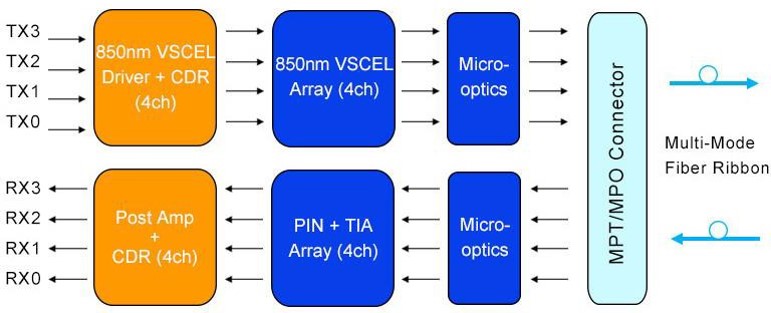 TX3
TX2
TX1
TX0
850nm VSCEL
Driver + CDR
(4ch)
850nm VSCEL
Array (4ch)
Micro-
optics
MPT/MPO Connector
Multi-Mode
Fiber Ribbon
RX3
RX2
RX1
RX0
Post Amp
+
CDR (4ch)
PIN + TIA
Array (4ch)
Micro-
optics